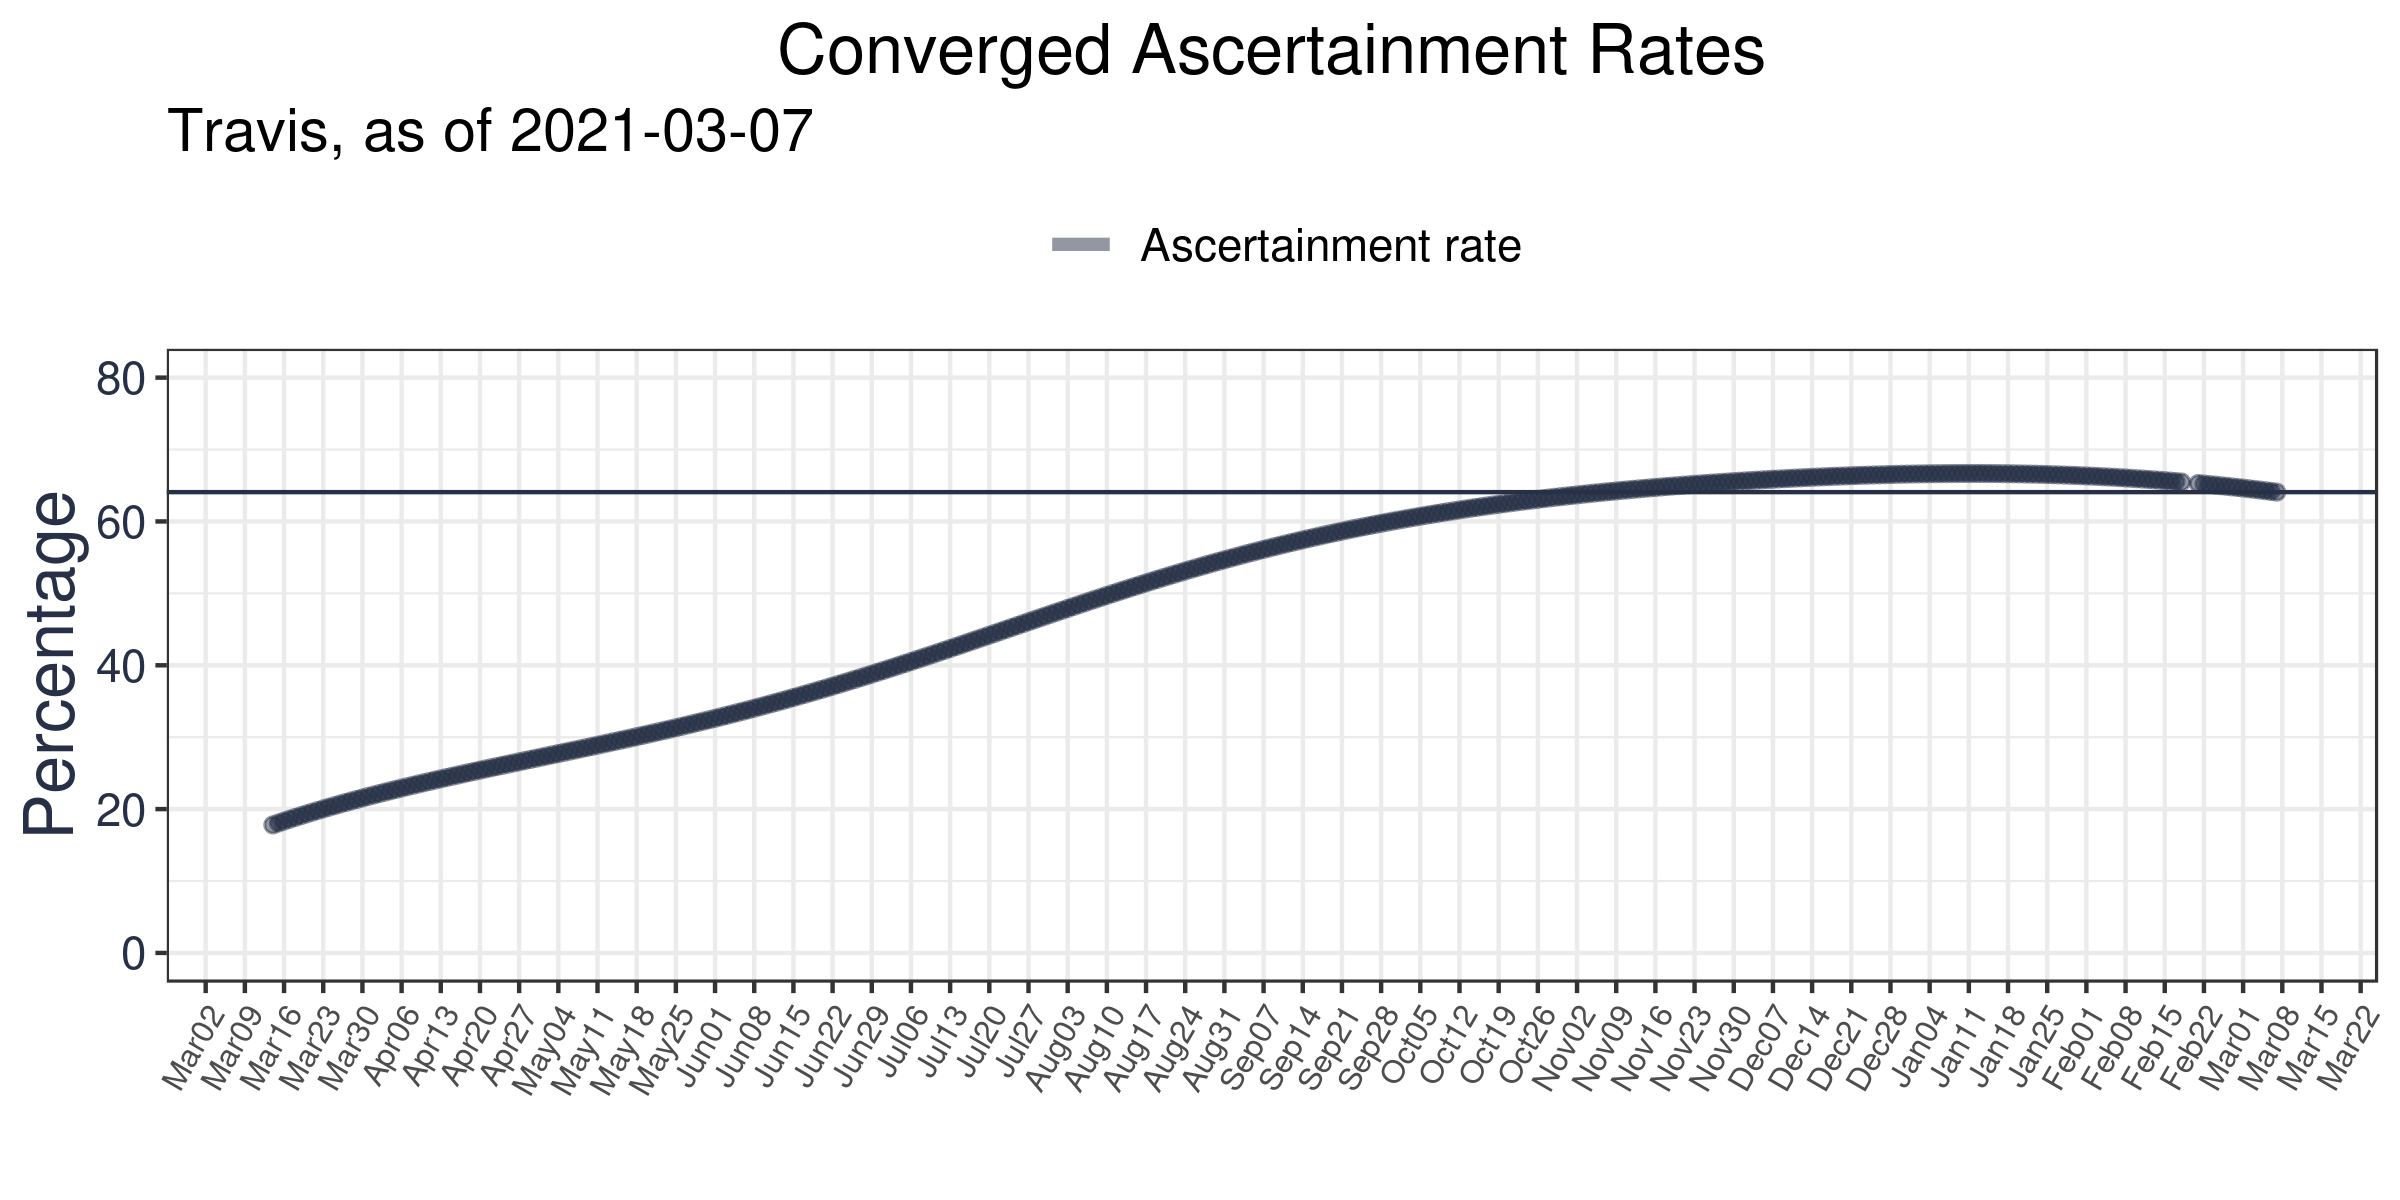 Converged Ascertainment Rates
Travis, as of 2021-03-07
Ascertainment rate
Percentage
80
60
40
20
0
Mar02 Mar09 Mar16 Mar23 Mar30 Apr06 Apr13 Apr20 Apr27 May04 May11 May18 May25 Jun01 Jun08 Jun15 Jun22 Jun29 Jul06 Jul13 Jul20 Jul27 Aug03 Aug10 Aug17 Aug24 Aug31 Sep07 Sep14 Sep21 Sep28 Oct05 Oct12 Oct19 Oct26 Nov02 Nov09 Nov16 Nov23 Nov30 Dec07 Dec14 Dec21 Dec28 Jan04 Jan11 Jan18 Jan25 Feb01 Feb08 Feb15 Feb22 Mar01 Mar08 Mar15 Mar22